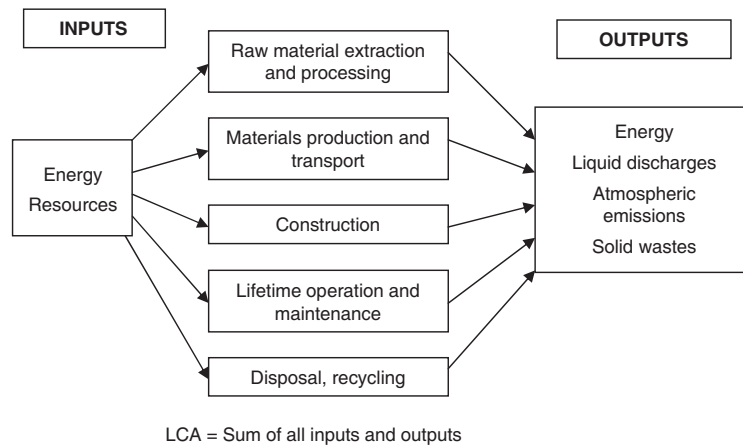 INPUTS
OUTPUTS
Energy
Resources
Raw material extraction
and processing
Materials production and
transport
Construction
Lifetime operation and
maintenance
Disposal, recycling
Energy
Liquid discharges
Atmospheric
emissions
Solid wastes
LCA = Sum of all inputs and outputs